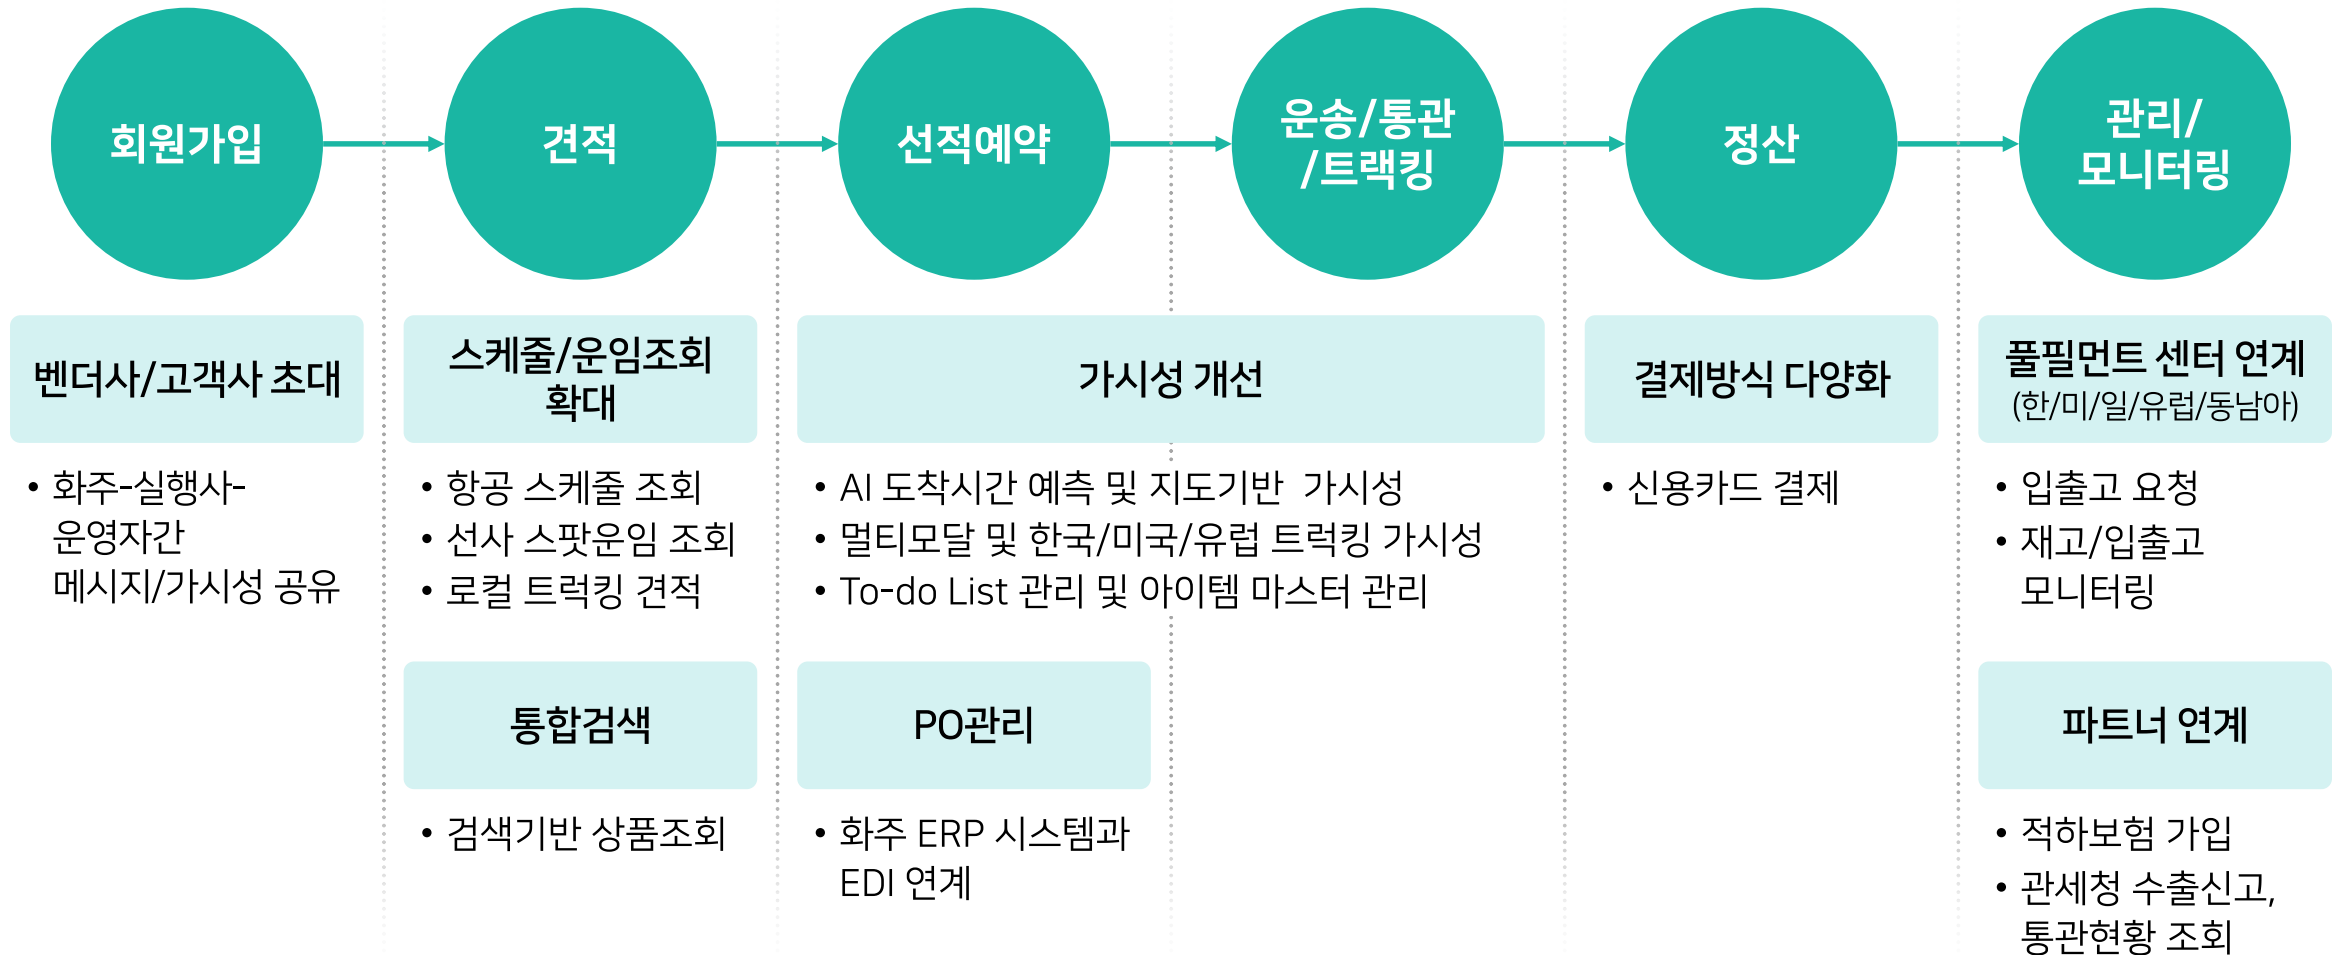 회원가입
견적
선적예약
운송/통관
/트랙킹
정산
관리/
모니터링
벤더사/고객사 초대
• 화주-실행사-
운영자간
메시지/가시성 공유
스케줄/운임조회
확대
• 항공 스케줄 조회
• 선사 스팟운임 조회
• 로컬 트럭킹 견적
통합검색
• 검색기반 상품조회
가시성 개선
• AI 도착시간 예측 및 지도기반 가시성
• 멀티모달 및 한국/미국/유럽 트럭킹 가시성
• To-do List 관리 및 아이템 마스터 관리
PO관리
• 화주 ERP 시스템과
EDI 연계
결제방식 다양화
• 신용카드 결제
풀필먼트 센터 연계
(한/미/일/유럽/동남아)
• 입출고 요청
• 재고/입출고
모니터링
파트너 연계
• 적하보험 가입
• 관세청 수출신고,
통관현황 조회